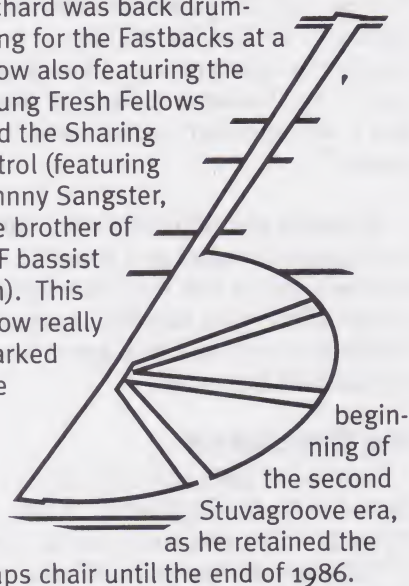 chard was back drum-
ng for the Fastbacks at a
ow also featuring the
ung Fresh Fellows
d the Sharing
trol (featuring
nnny Sangster,
e brother of
F bassist
n). This
ow really
arked
e
begin-
ning of
the second
Stuvagroove era,
as he retained the
aps chair until the end of 1986.